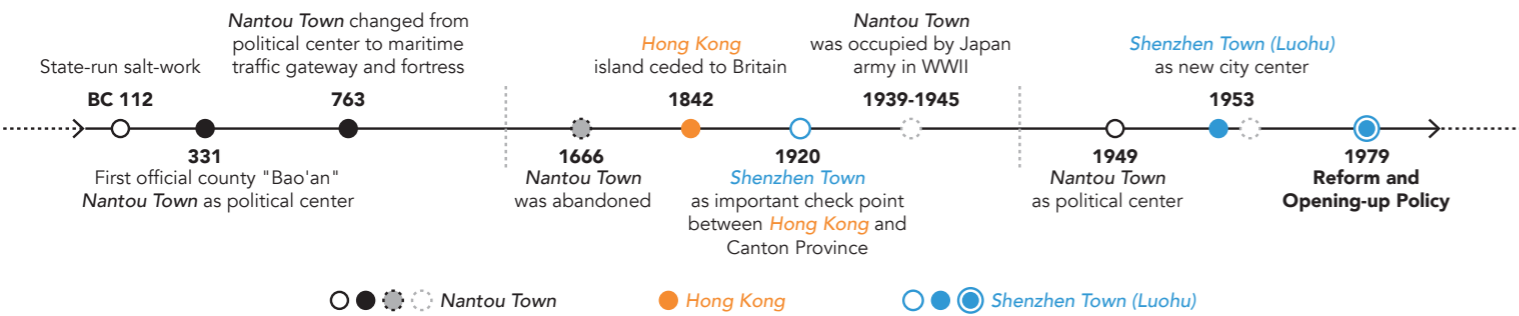 State-run salt-work
BC 112
331
First official county "Bao'an"
Nantou Town as political center
Nantou Town changed from
political center to maritime
traffic gateway and fortress
763
1666
Nantou Town
was abandoned
Hong Kong
island ceded to Britain
1842
1920
Shenzhen Town
as important check point
between Hong Kong and
Canton Province
Nantou Town
was occupied by Japan
army in WWII
1939-1945
1949
Nantou Town
as political center
Shenzhen Town (Luohu)
as new city center
1953
1979
Reform and
Opening-up Policy
Nantou Town
Hong Kong
Shenzhen Town (Luohu)